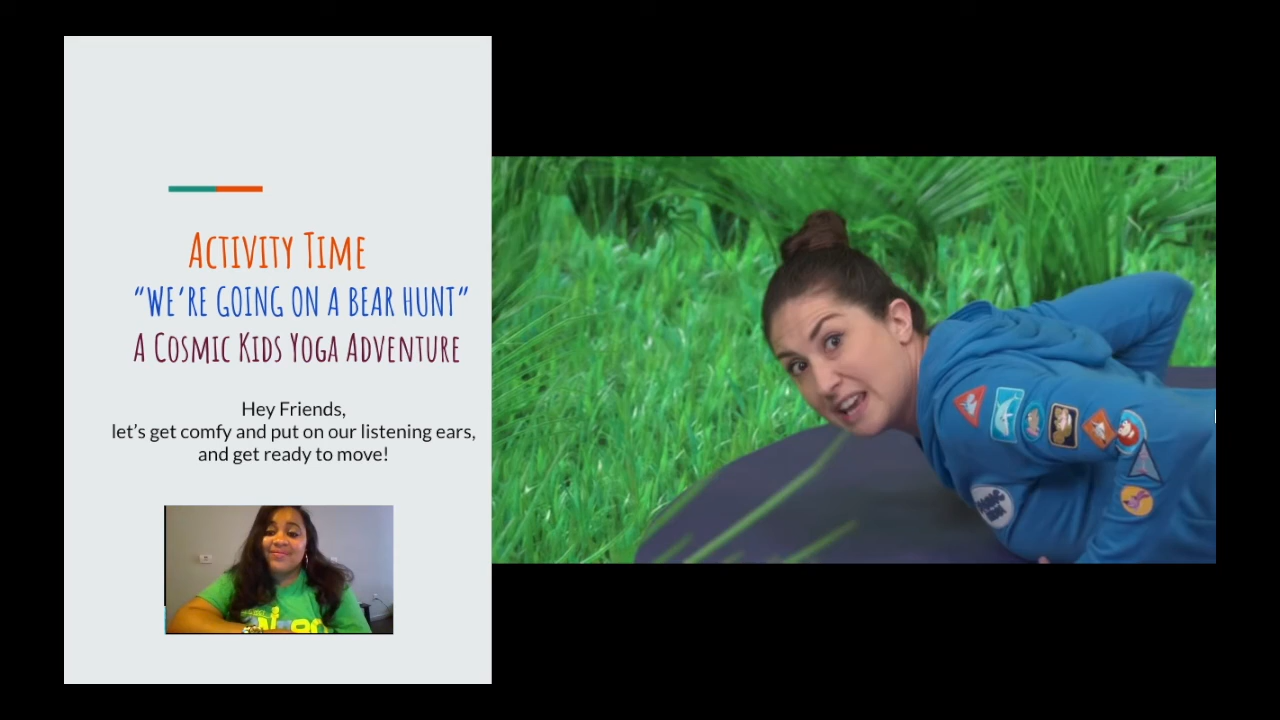 Activity Time
“WE’RE GOING ON A BEAR HUNT”
A Cosmic Kids Yoga Adventure
Hey Friends,
let’s get comfy and put on our listening ears,
and get ready to move!